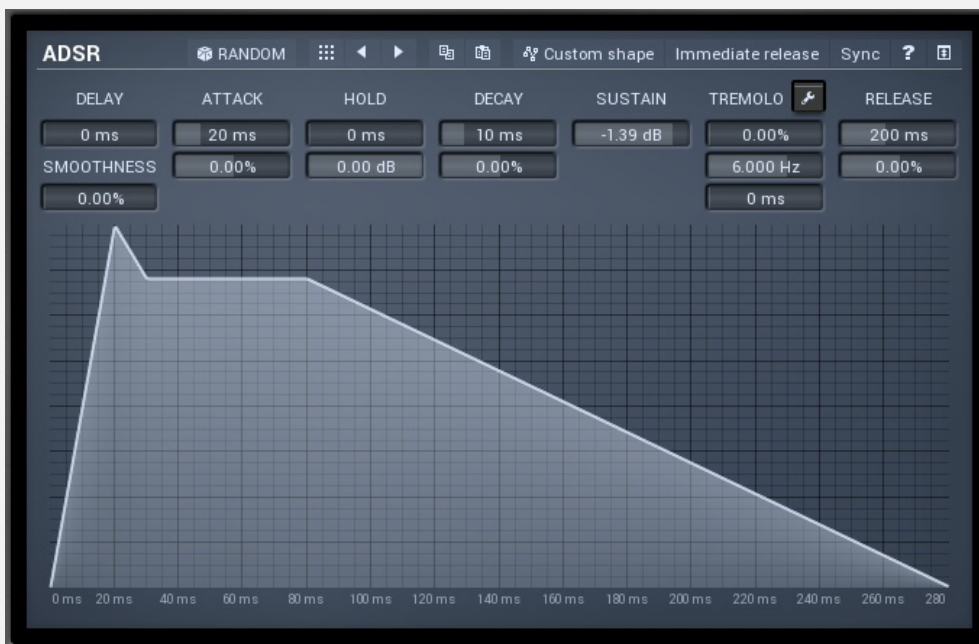 ADSR RANDOM Custom shape Immediate release Sync ?
DELAY ATTACK HOLD DECAY SUSTAIN TREMOLO RELEASE
0 ms 20 ms 0 ms 10 ms -1.39 dB 0.00% 200 ms
SMOOTHNESS 0.00% 0.00 dB 0.00% 6.000 Hz 0.00%
0.00% 0 ms
0 ms 20 ms 40 ms 60 ms 80 ms 100 ms 120 ms 140 ms 160 ms 180 ms 200 ms 220 ms 240 ms 260 ms 280